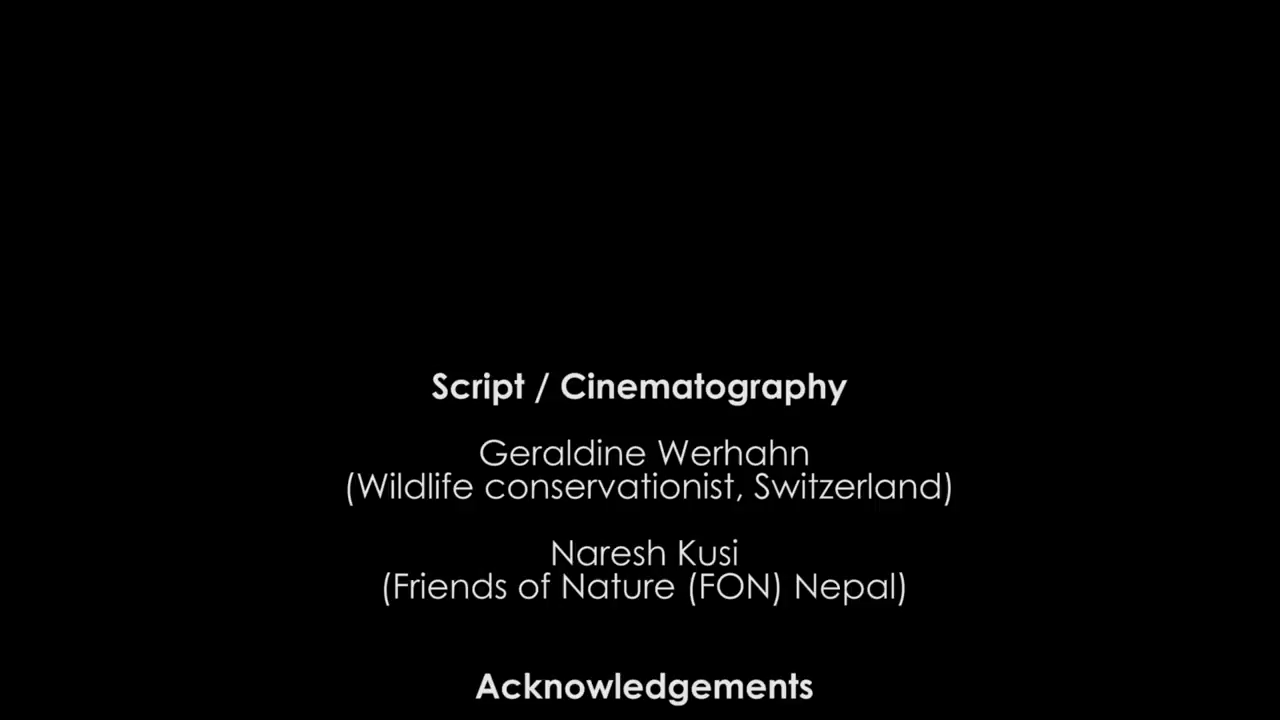 Script / Cinematography
Geraldine Werhahn
(Wildlife conservationist, Switzerland)
Naresh Kusi
(Friends of Nature (FON) Nepal)
Acknowledgements